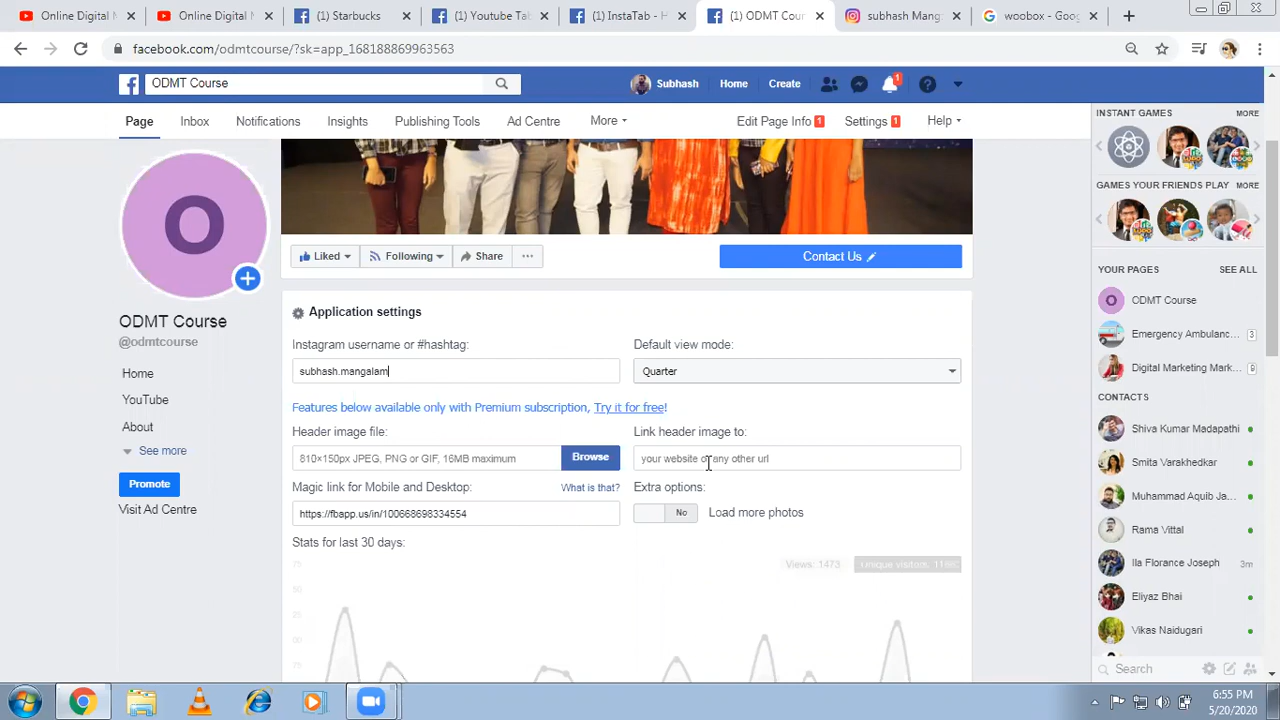 Online Digital M
Online Digital M
(1) Starbucks
(1) Youtube Tab
(1) InstaTab - H
(1) ODMT Cour
subhash Mang
woobox - Goog
facebook.com/odmtcourse/?sk=app_168188869963563
ODMT Course
Subhash
Home
Create
1
Page
Inbox
Notifications
Insights
Publishing Tools
Ad Centre
More
Edit Page Info 1
Settings 1
Help
O
ODMT Course
@odmtcourse
Home
YouTube
About
See more
Promote
Visit Ad Centre
Liked
Following
Share
Contact Us
Application settings
Instagram username or #hashtag:
Default view mode:
subhash.mangalam
Quarter
Features below available only with Premium subscription, Try it for free!
Header image file:
Link header image to:
810×150px JPEG, PNG or GIF, 16MB maximum
Browse
your website or any other url
Magic link for Mobile and Desktop:
What is that?
Extra options:
https://fbapp.us/in/100668698334554
No
Load more photos
Stats for last 30 days:
Views: 1473
INSTANT GAMES
MORE
GAMES YOUR FRIENDS PLAY
MORE
YOUR PAGES
SEE ALL
O
ODMT Course
Emergency Ambulanc...
3
Digital Marketing Mark...
9
CONTACTS
Shiva Kumar Madapathi
Smita Varakhedkar
Muhammad Aquib Ja...
Rama Vittal
Ila Florance Joseph
3m
Eliyaz Bhai
Vikas Naidugari
Search
6:55 PM
5/20/2020